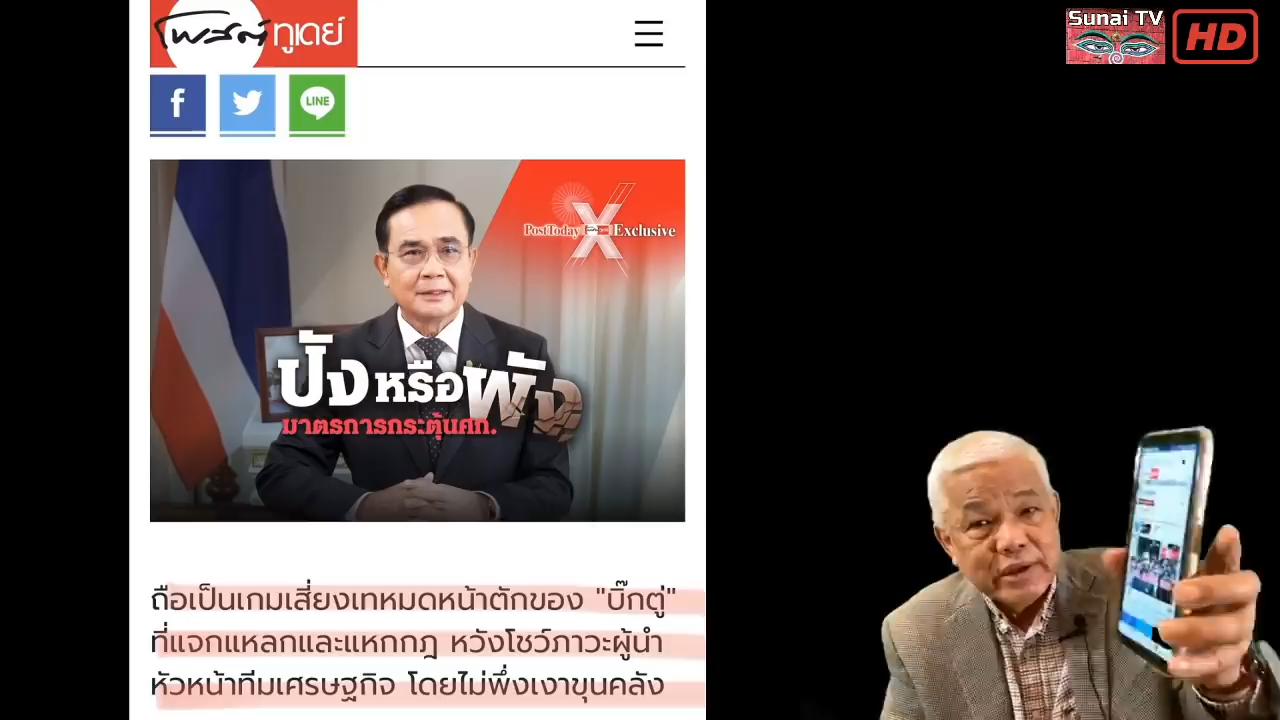 โพสต์ทูเดย์
Sunai TV
HD
f
LINE
PostToday X Exclusive
ปังหรือพัง
มาตรการกระตุ้นศก.
ถือเป็นเกมเสี่ยงเทหมดหน้าตักของ "บิ๊กตู่"
ที่แจกแหลกและแหกกฎ หวังโชว์ภาวะผู้นำ
หัวหน้าทีมเศรษฐกิจ โดยไม่พึ่งเงาขุนคลัง